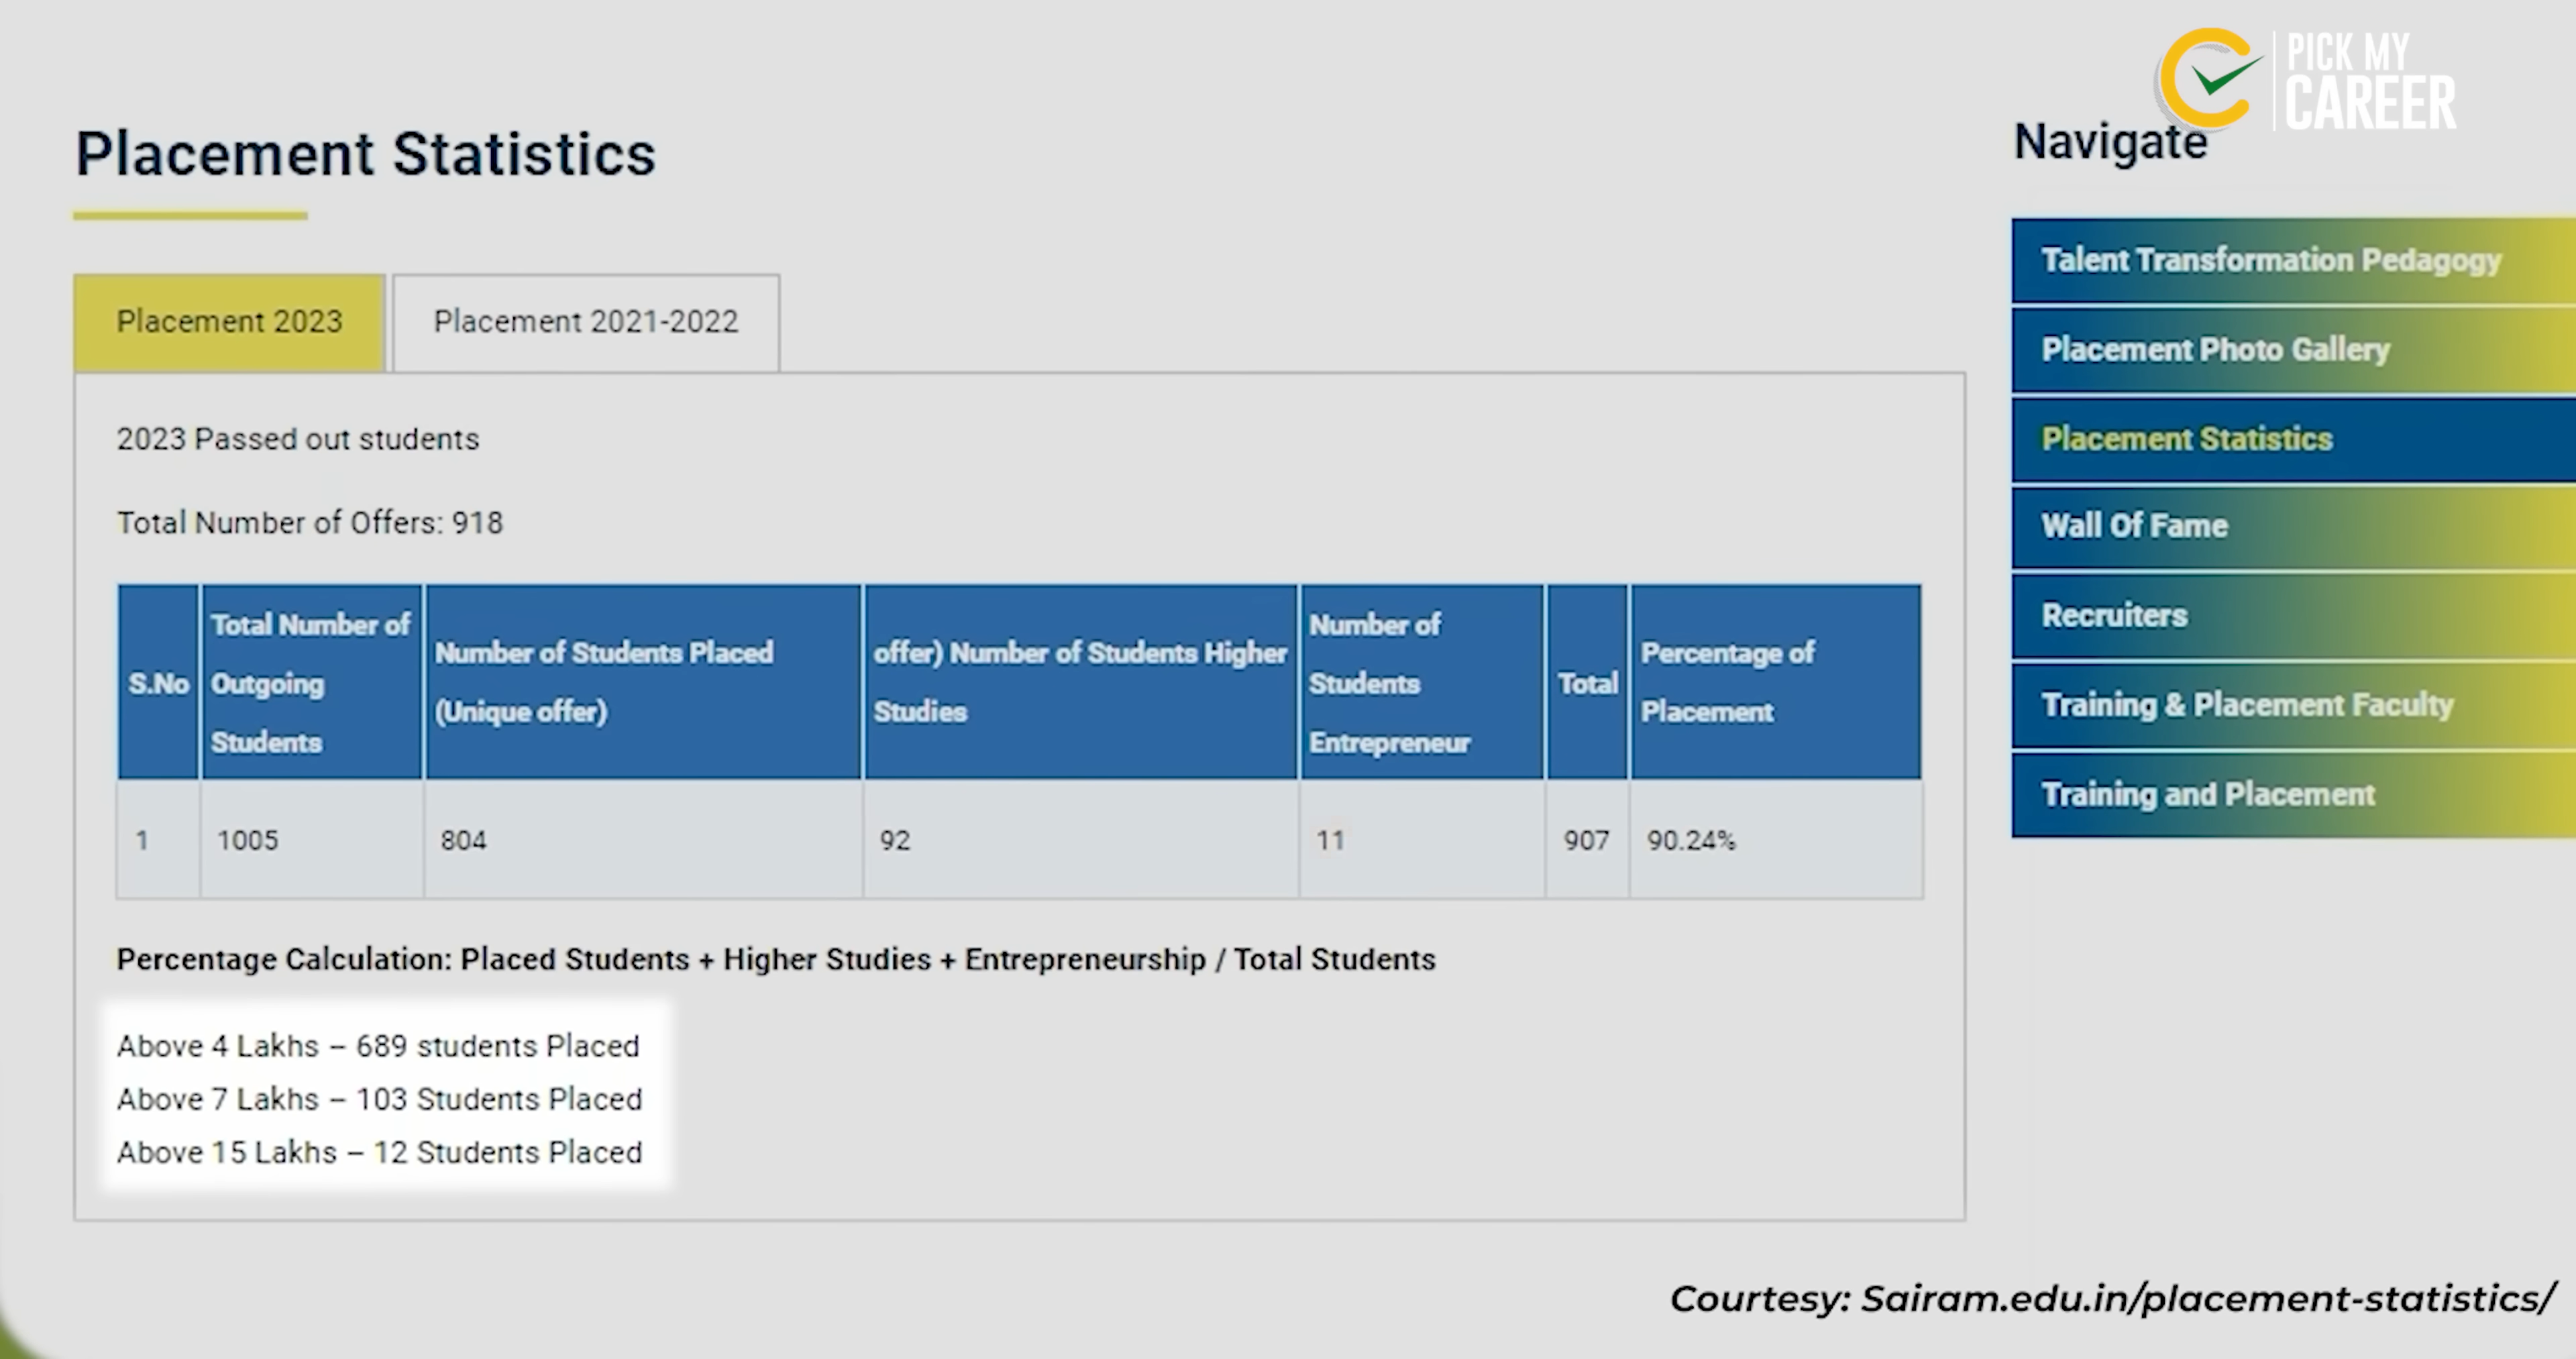 PICK MY
CAREER
Placement Statistics
Navigate
Placement 2023
Placement 2021-2022
2023 Passed out students
Total Number of Offers: 918
S.No
Total Number of
Outgoing
Students
Number of Students Placed
(Unique offer)
offer) Number of Students Higher
Studies
Number of
Students
Entrepreneur
Total
Percentage of
Placement
1
1005
804
92
11
907
90.24%
Percentage Calculation: Placed Students + Higher Studies + Entrepreneurship / Total Students
Above 4 Lakhs – 689 students Placed
Above 7 Lakhs – 103 Students Placed
Above 15 Lakhs – 12 Students Placed
Talent Transformation Pedagogy
Placement Photo Gallery
Placement Statistics
Wall Of Fame
Recruiters
Training & Placement Faculty
Training and Placement
Courtesy: Sairam.edu.in/placement-statistics/